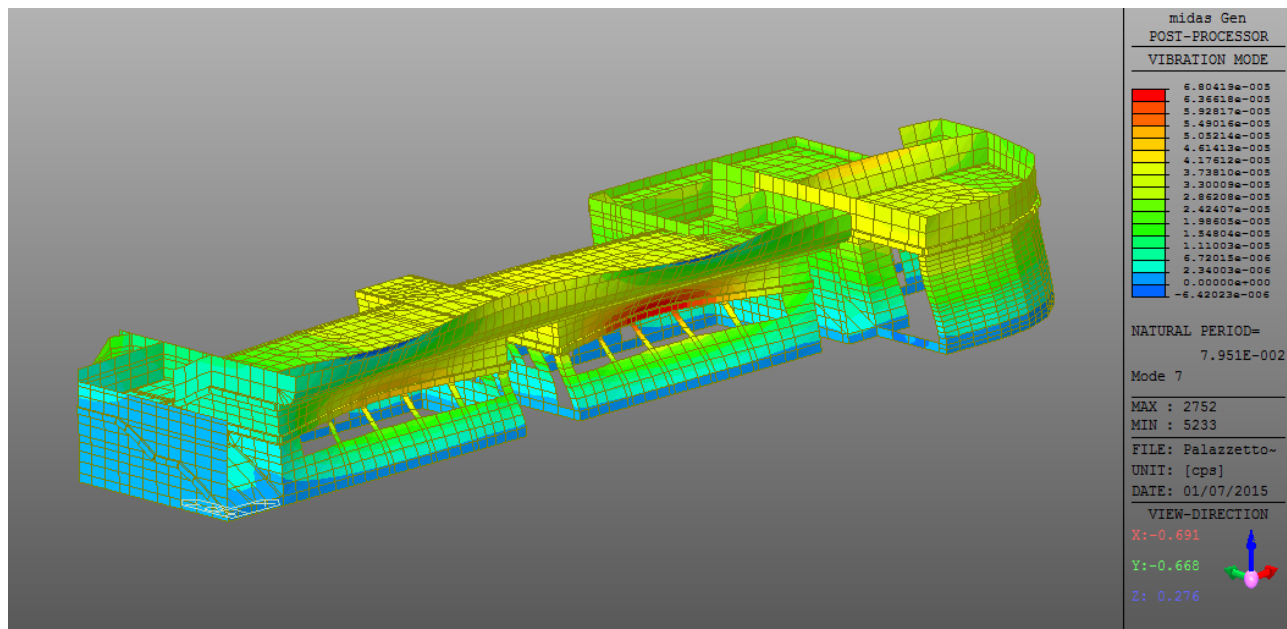 midas Gen
POST-PROCESSOR
VIBRATION MODE
6.80419e-005
6.36618e-005
5.92817e-005
5.49016e-005
5.05214e-005
4.61413e-005
4.17612e-005
3.73810e-005
3.30009e-005
2.86208e-005
2.42407e-005
1.98605e-005
1.54804e-005
1.11003e-005
6.72015e-006
2.34003e-006
0.00000e+000
-6.42023e-006
NATURAL PERIOD=
7.951E-002
Mode 7
MAX : 2752
MIN : 5233
FILE: Palazzetto~
UNIT: [cps]
DATE: 01/07/2015
VIEW-DIRECTION
X:-0.691
Y:-0.668
Z: 0.276